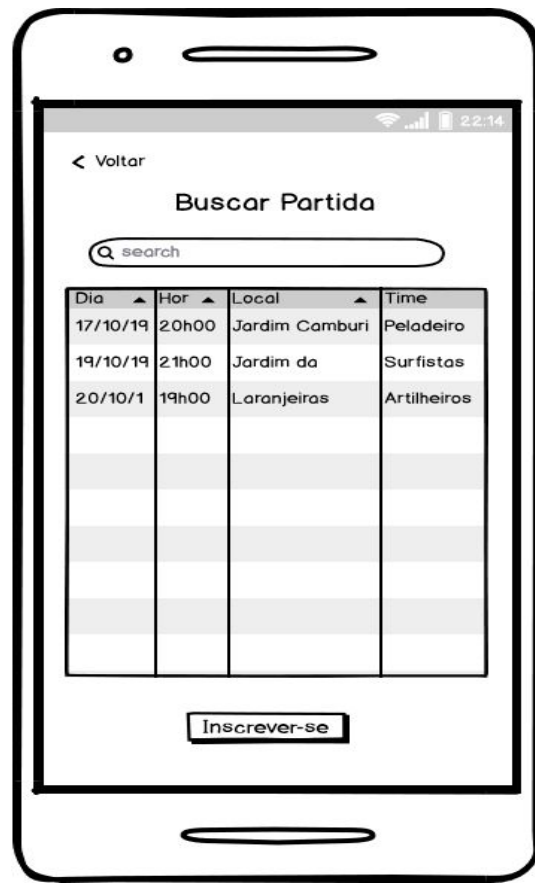 22:14
Voltar
Buscar Partida
search
Dia Hor Local Time
17/10/19 20h00 Jardim Camburi Peladeiro
19/10/19 21h00 Jardim da Surfistas
20/10/1 19h00 Laranjeiras Artilheiros
Inscrever-se